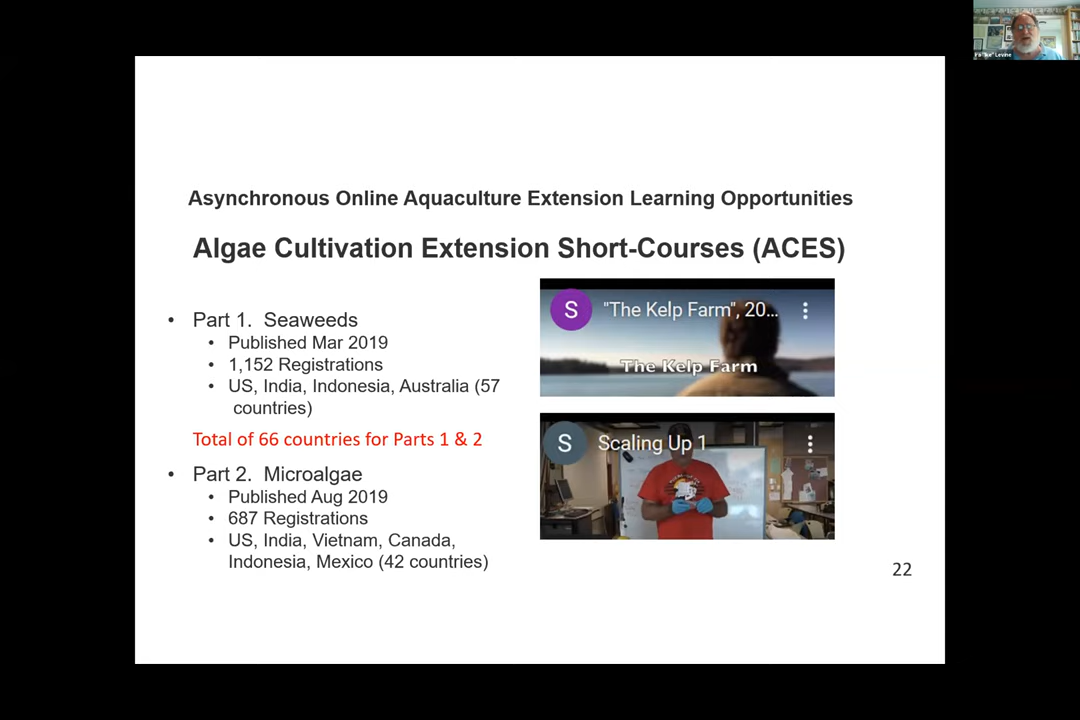 Asynchronous Online Aquaculture Extension Learning Opportunities
Algae Cultivation Extension Short-Courses (ACES)
• Part 1. Seaweeds
• Published Mar 2019
• 1,152 Registrations
• US, India, Indonesia, Australia (57
countries)
Total of 66 countries for Parts 1 & 2
• Part 2. Microalgae
• Published Aug 2019
• 687 Registrations
• US, India, Vietnam, Canada,
Indonesia, Mexico (42 countries)
S "The Kelp Farm", 20...
The Kelp Farm
S Scaling Up 1
22
Levine